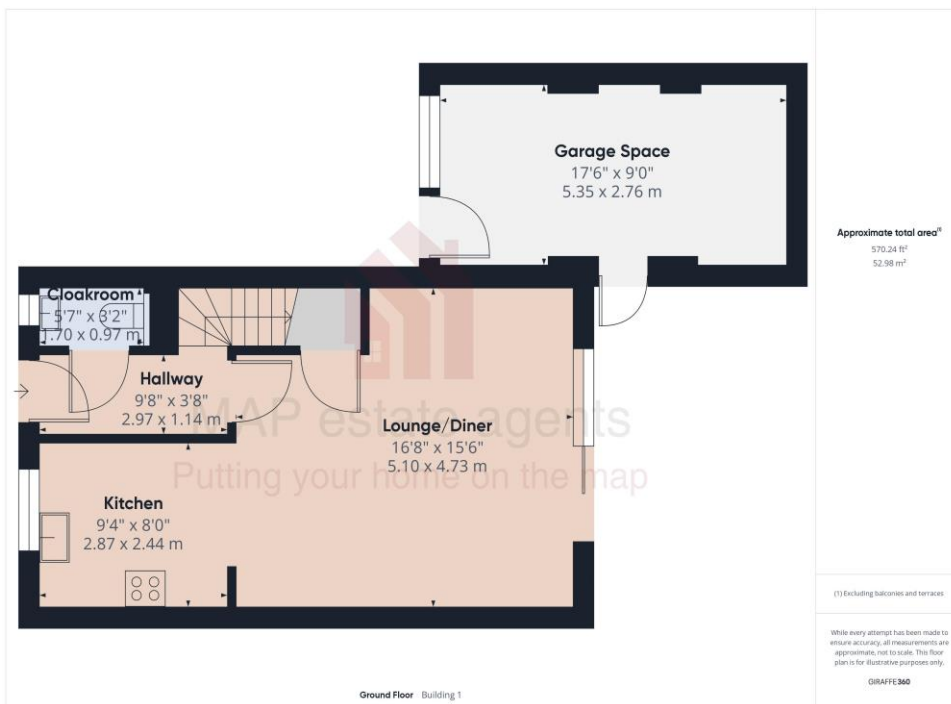 Garage Space
17'6" x 9'0"
5.35 x 2.76 m
Cloakroom
5'7" x 3'2"
1.70 x 0.97 m
Hallway
9'8" x 3'8"
2.97 x 1.14 m
Lounge/Diner
16'8" x 15'6"
5.10 x 4.73 m
MAP estate agents
Putting your home on the map
Kitchen
9'4" x 8'0"
2.87 x 2.44 m
Ground Floor Building 1
Approximate total area(1)
570.24 ft²
52.98 m²
(1) Excluding balconies and terraces
While every attempt has been made to
ensure accuracy, all measurements are
approximate, not to scale. This floor
plan is for illustrative purposes only.
GIRAFFE360